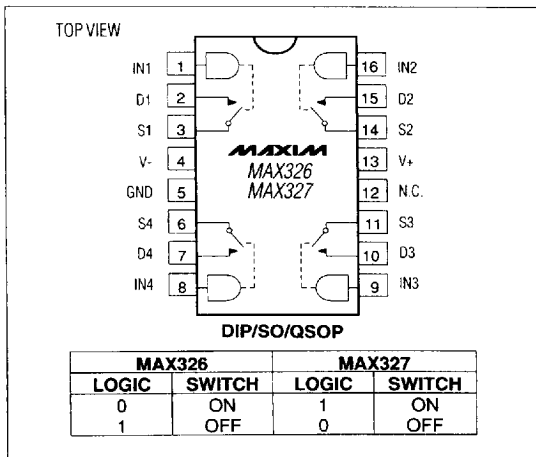 TOP VIEW
IN1 1 16 IN2
D1 2 15 D2
S1 3 14 S2
V- 4 MAXIM 13 V+
MAX326
GND 5 MAX327 12 N.C.
S4 6 11 S3
D4 7 10 D3
IN4 8 9 IN3
DIP/SO/QSOP
MAX326 MAX327
LOGIC SWITCH LOGIC SWITCH
0 ON 1 ON
1 OFF 0 OFF